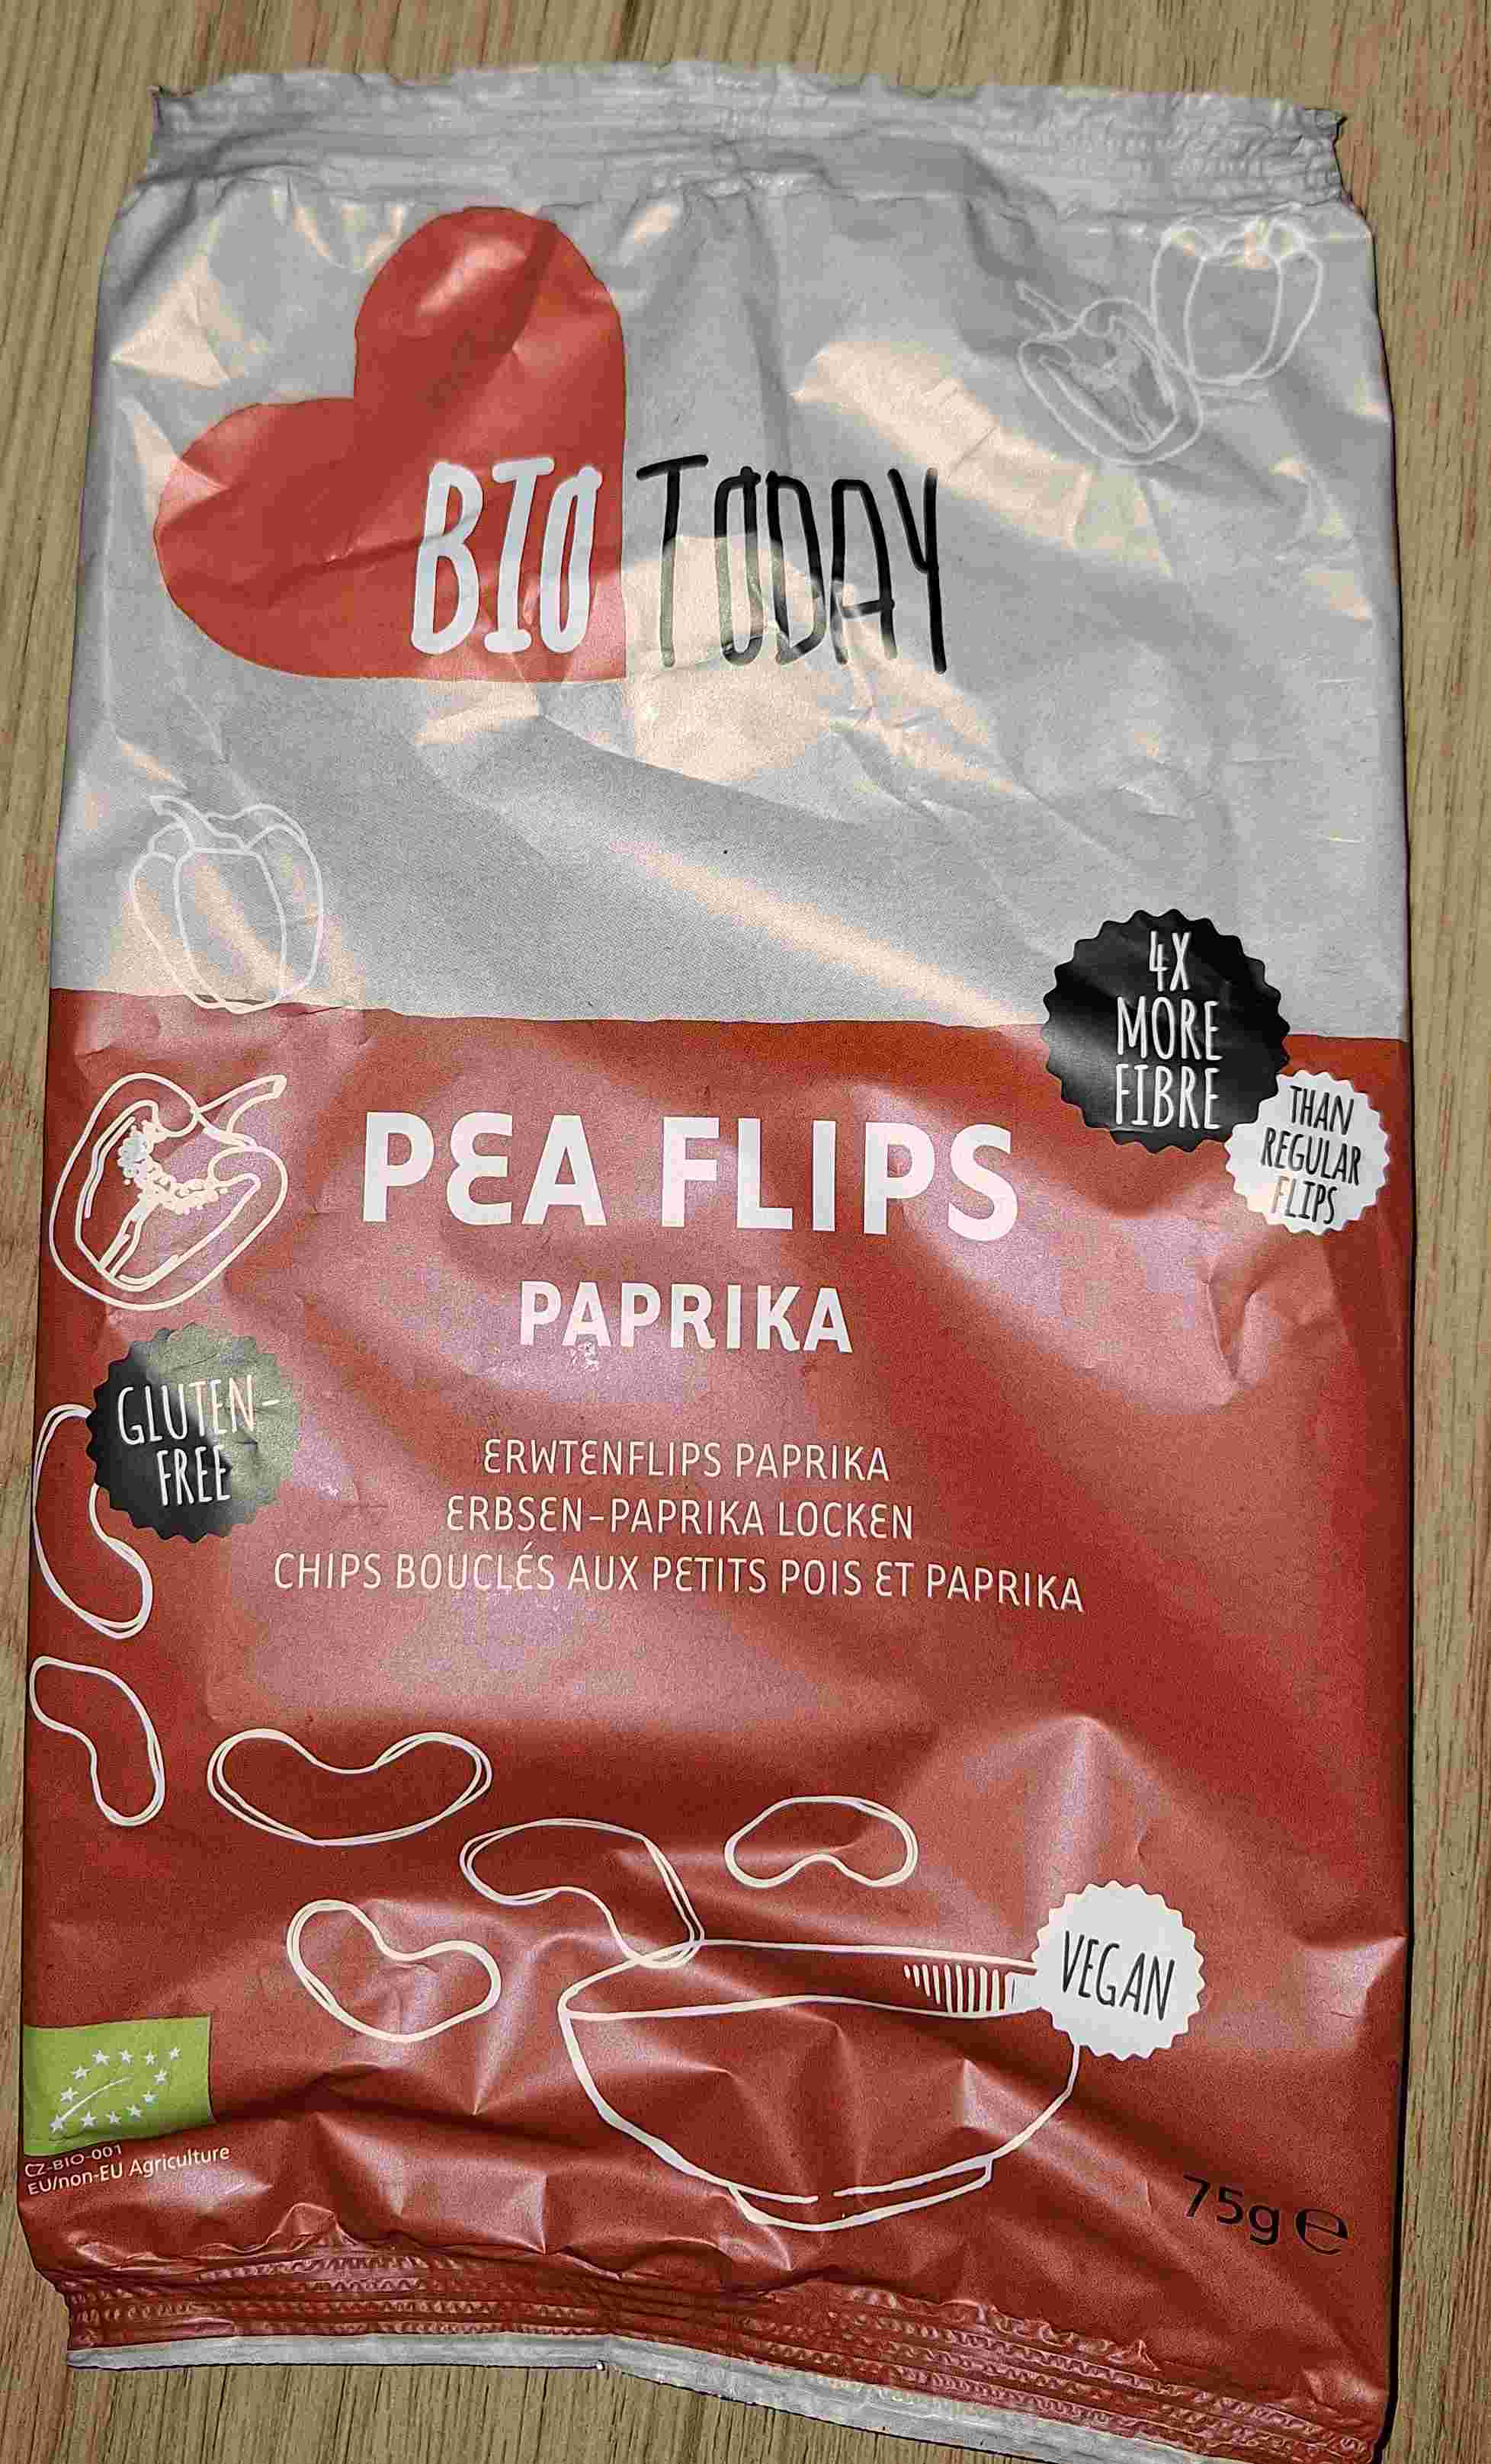 BIO TODAY
4X
MORE
FIBRE
THAN
REGULAR
FLIPS
PEA FLIPS
PAPRIKA
GLUTEN-
FREE
ERWTENFLIPS PAPRIKA
ERBSEN-PAPRIKA LOCKEN
CHIPS BOUCLÉS AUX PETITS POIS ET PAPRIKA
VEGAN
CZ-BIO-001
EU/non-EU Agriculture
75g e